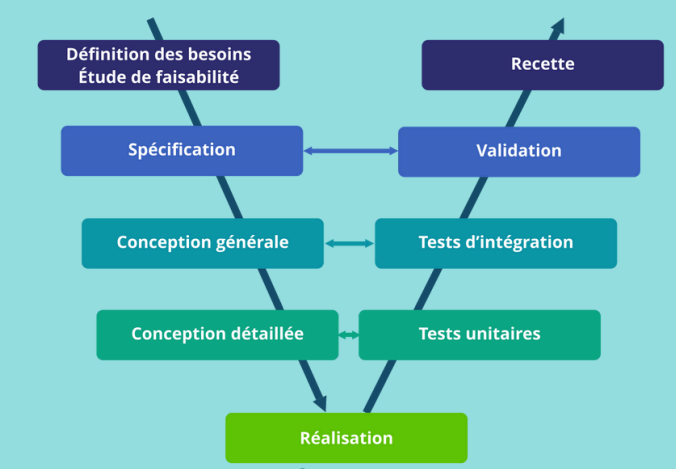 Définition des besoins
Étude de faisabilité
Recette
Spécification
Validation
Conception générale
Tests d'intégration
Conception détaillée
Tests unitaires
Réalisation